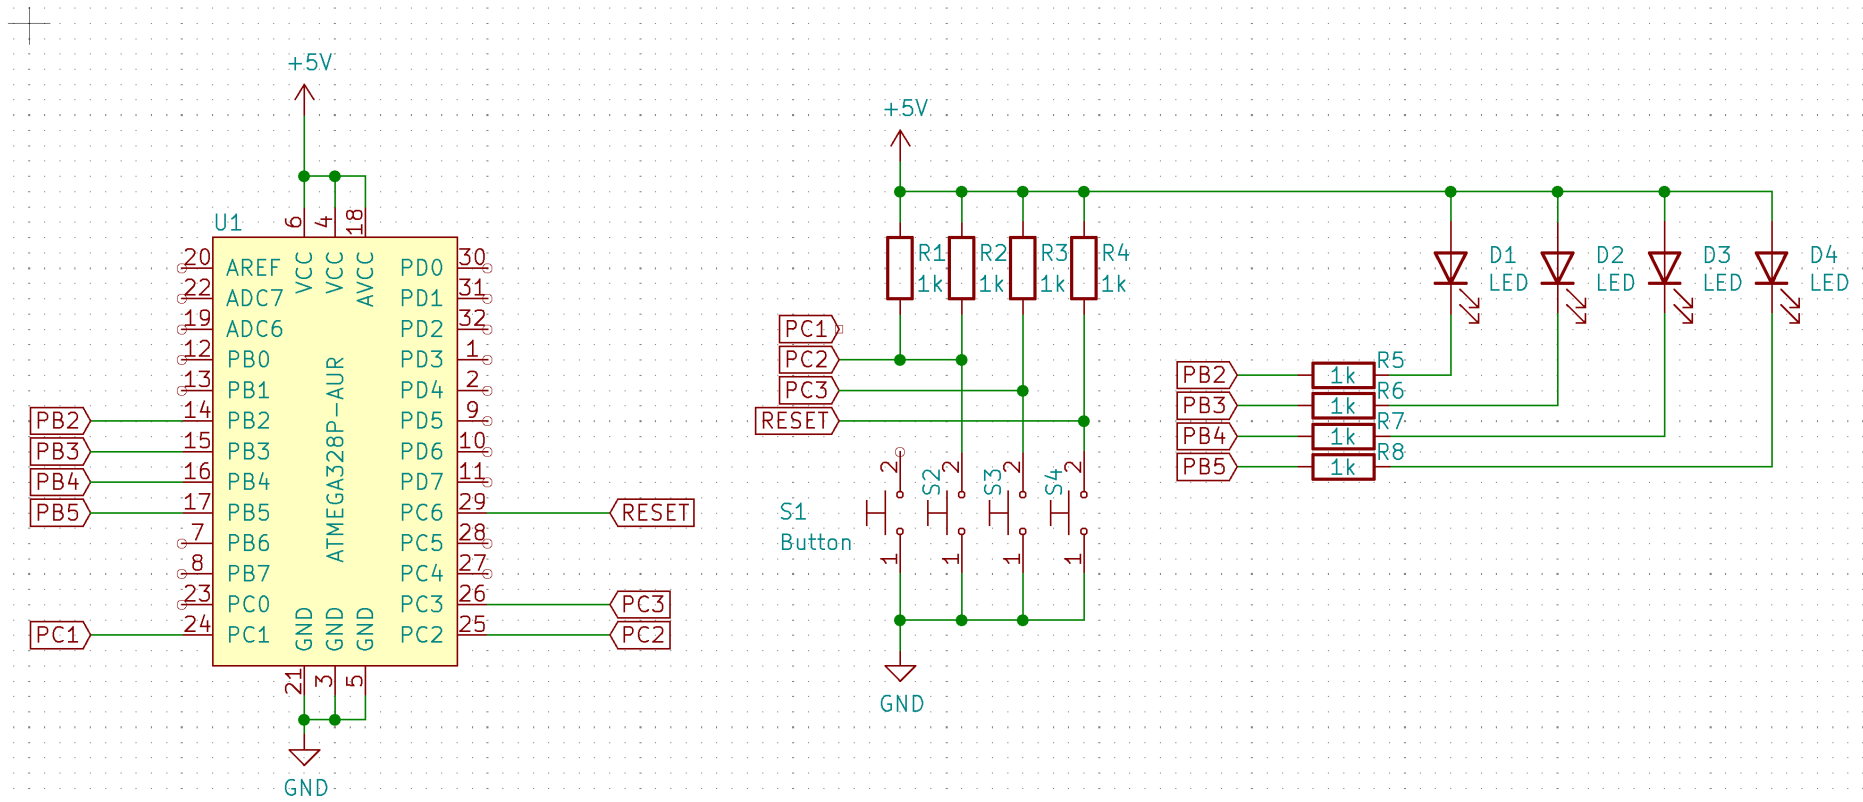 +5V
U1
6
4
18
VCC
VCC
AVCC
20
AREF
22
ADC7
19
ADC6
12
PB0
13
PB1
PB2
14
PB2
PB3
15
PB3
PB4
16
PB4
PB5
17
PB5
7
PB6
8
PB7
23
PC0
PC1
24
PC1
ATMEGA328P-AUR
PD0
30
PD1
31
PD2
32
PD3
1
PD4
2
PD5
9
PD6
10
PD7
11
PC6
29
RESET
PC5
28
PC4
27
PC3
26
PC3
PC2
25
PC2
GND
GND
GND
21
3
5
GND
+5V
R1
1k
R2
1k
R3
1k
R4
1k
PC1
PC2
PC3
RESET
2
2
2
2
S1
Button
S2
S3
S4
1
1
1
1
GND
D1
LED
D2
LED
D3
LED
D4
LED
PB2
1k
R5
PB3
1k
R6
PB4
1k
R7
PB5
1k
R8